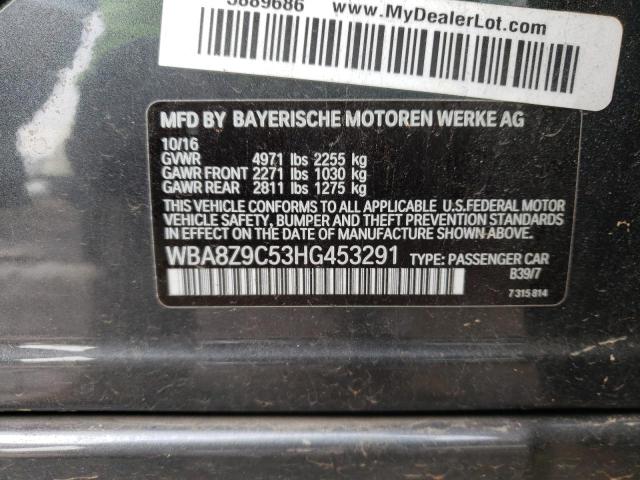 www.MyDealerLot.com
MFD BY BAYERISCHE MOTOREN WERKE AG
10/16
GVWR 4971 lbs 2255 kg
GAWR FRONT 2271 lbs 1030 kg
GAWR REAR 2811 lbs 1275 kg
THIS VEHICLE CONFORMS TO ALL APPLICABLE U.S.FEDERAL MOTOR
VEHICLE SAFETY, BUMPER AND THEFT PREVENTION STANDARDS
IN EFFECT ON THE DATE OF MANUFACTURE SHOWN ABOVE.
WBA8Z9C53HG453291 TYPE: PASSENGER CAR
B39/7
7 315 814